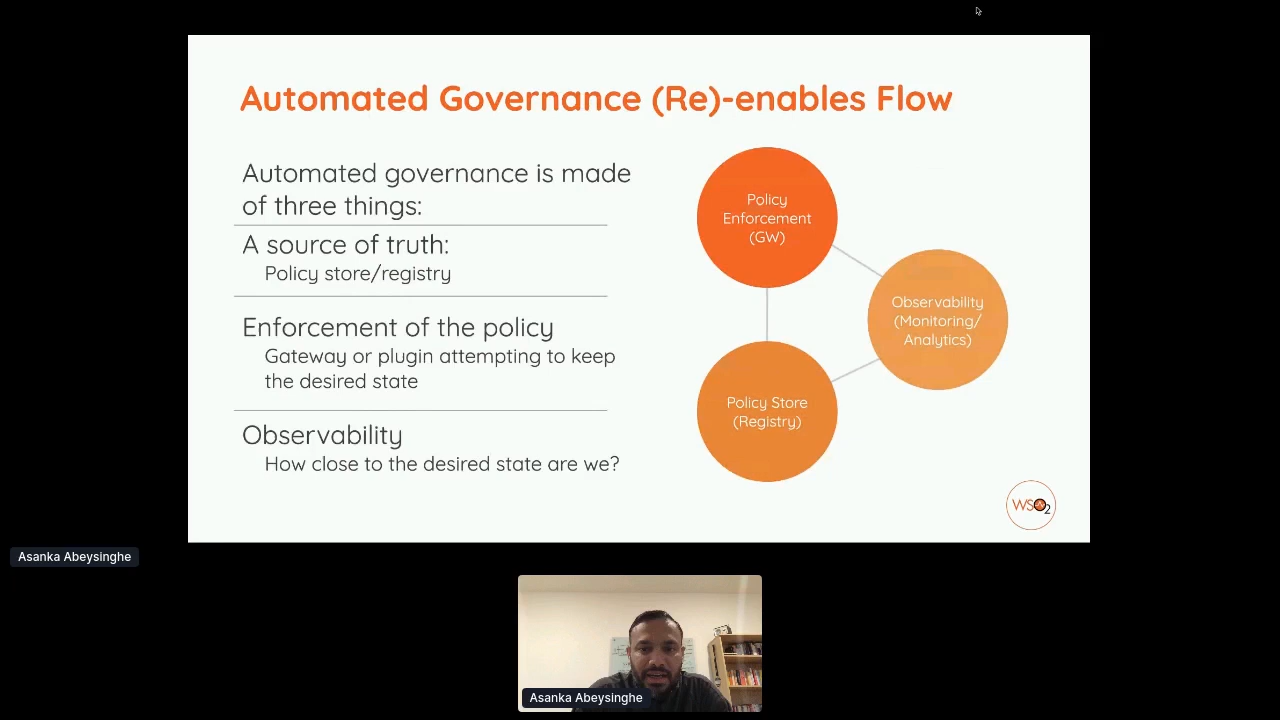 Automated Governance (Re)-enables Flow
Automated governance is made
of three things:
A source of truth:
Policy store/registry
Enforcement of the policy
Gateway or plugin attempting to keep
the desired state
Observability
How close to the desired state are we?
Policy
Enforcement
(GW)
Observability
(Monitoring/
Analytics)
Policy Store
(Registry)
WSO2
Asanka Abeysinghe
Asanka Abeysinghe